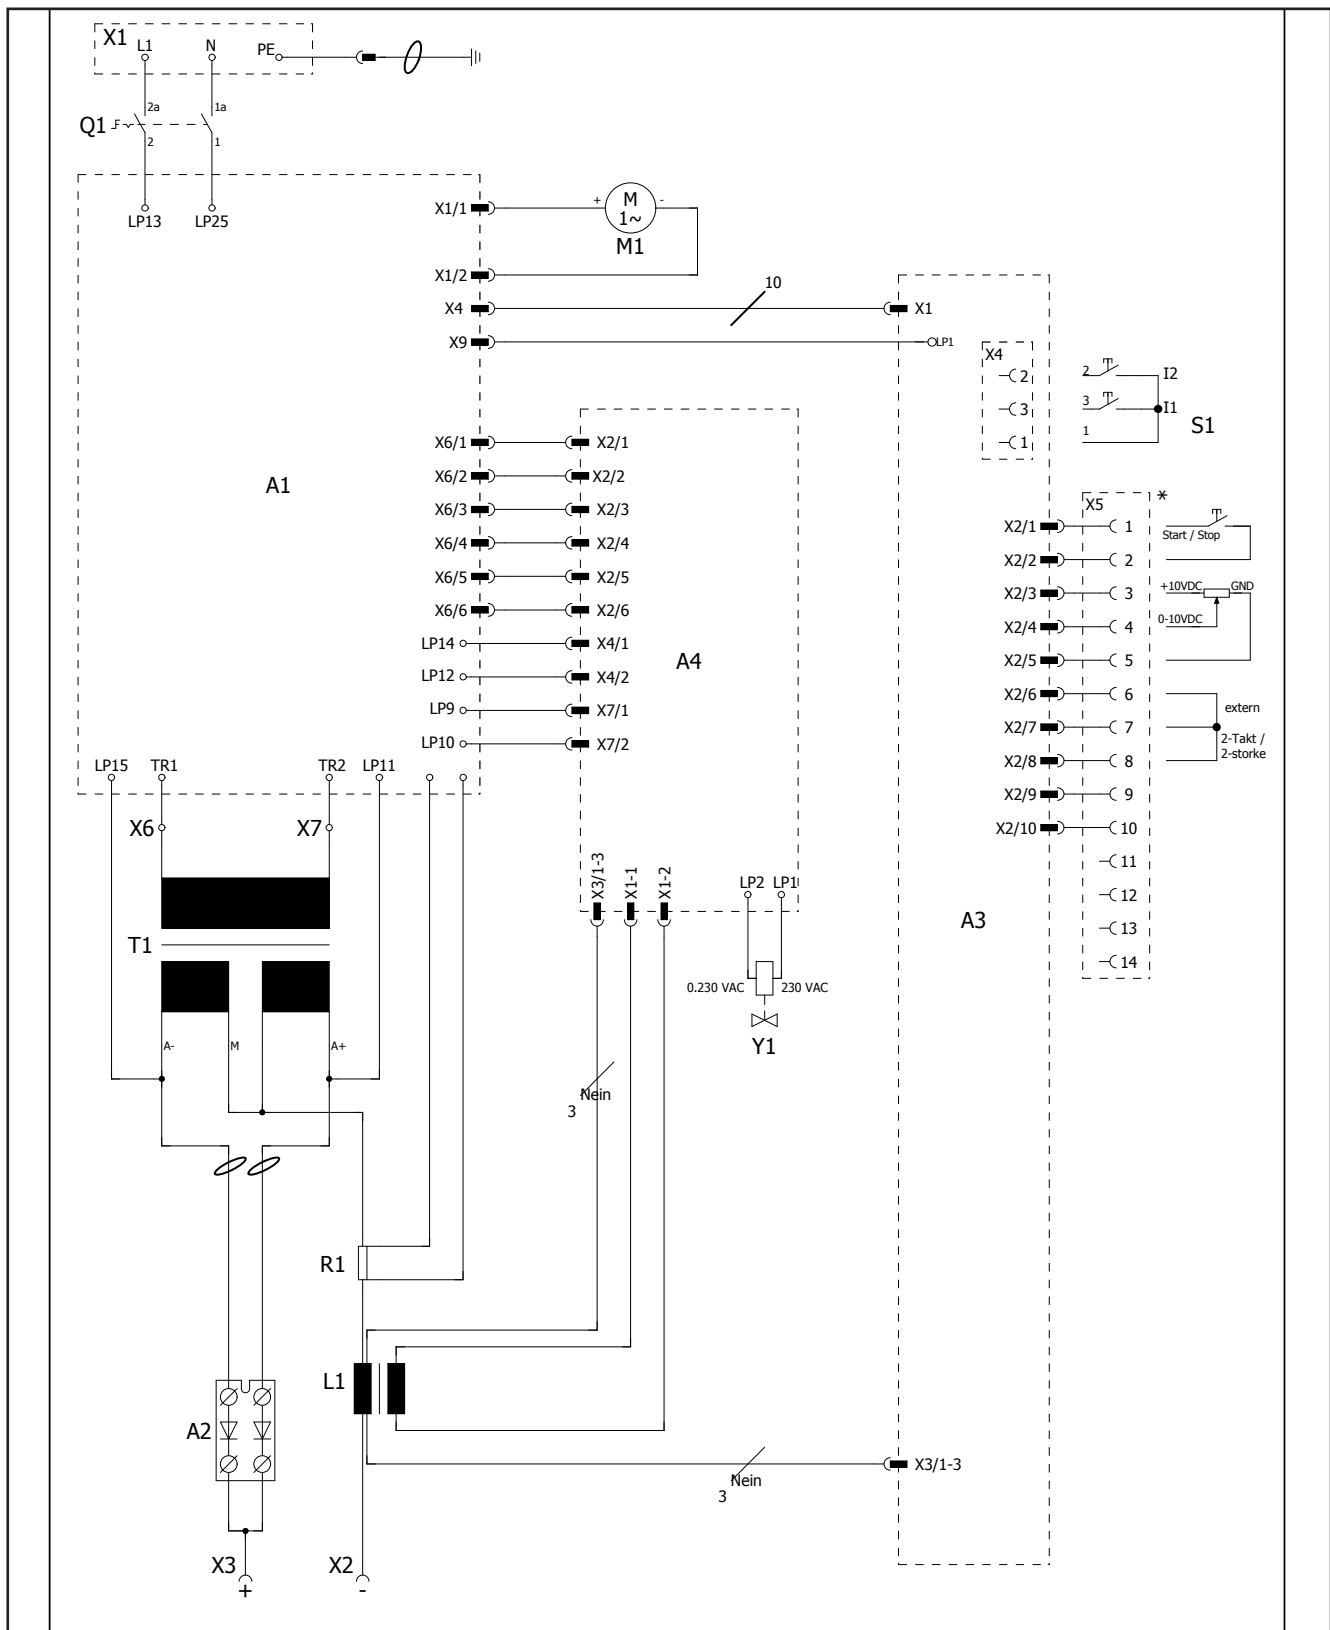 X1 L1 N PE
2a 1a
Q1
2 1
LP13 LP25
X1/1 + M 1~ -
M1
X1/2
X4 10 X1
X9 LP1
X4
2 2 I2
3 3 I1
S1
1 1
A1
X6/1 X2/1
X6/2 X2/2
X6/3 X2/3
X6/4 X2/4
X6/5 X2/5
X6/6 X2/6
LP14 X4/1
LP12 X4/2
LP9 X7/1
LP10 X7/2
A4
X5 *
X2/1 1 Start / Stop
X2/2 2
X2/3 3 +10VDC GND
X2/4 4 0-10VDC
X2/5 5
X2/6 6 extern
X2/7 7 2-Takt /
2-storke
X2/8 8
X2/9 9
X2/10 10
11
12
13
14
LP15 TR1 TR2 LP11
X6 X7
T1
A- M A+
X3/1-3 X1-1 X1-2
LP2 LP1
0.230 VAC 230 VAC
Y1
A3
Nein
3
R1
L1
A2
Nein
3
X3/1-3
X3 X2
+ -